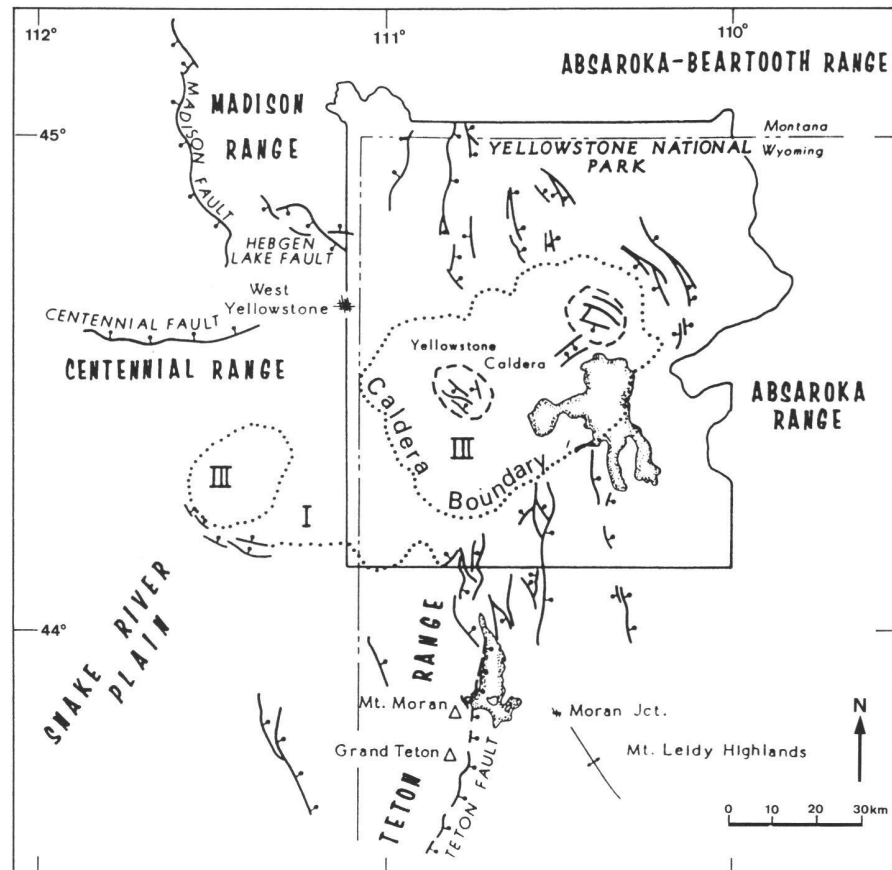 112°
111°
110°
ABSAROKA-BEARTOOTH RANGE
MADISON
RANGE
MADISON FAULT
45°
Montana
Wyoming
YELLOWSTONE NATIONAL
PARK
HEBGEN
LAKE FAULT
West
Yellowstone
CENTENNIAL FAULT
CENTENNIAL RANGE
Yellowstone
Caldera
ABSAROKA
RANGE
Caldera
Boundary
III
III
I
SNAKE RIVER
PLAIN
44°
TETON RANGE
Mt. Moran
Moran Jct.
Grand Teton
Mt. Leidy Highlands
TETON FAULT
N
0 10 20 30km